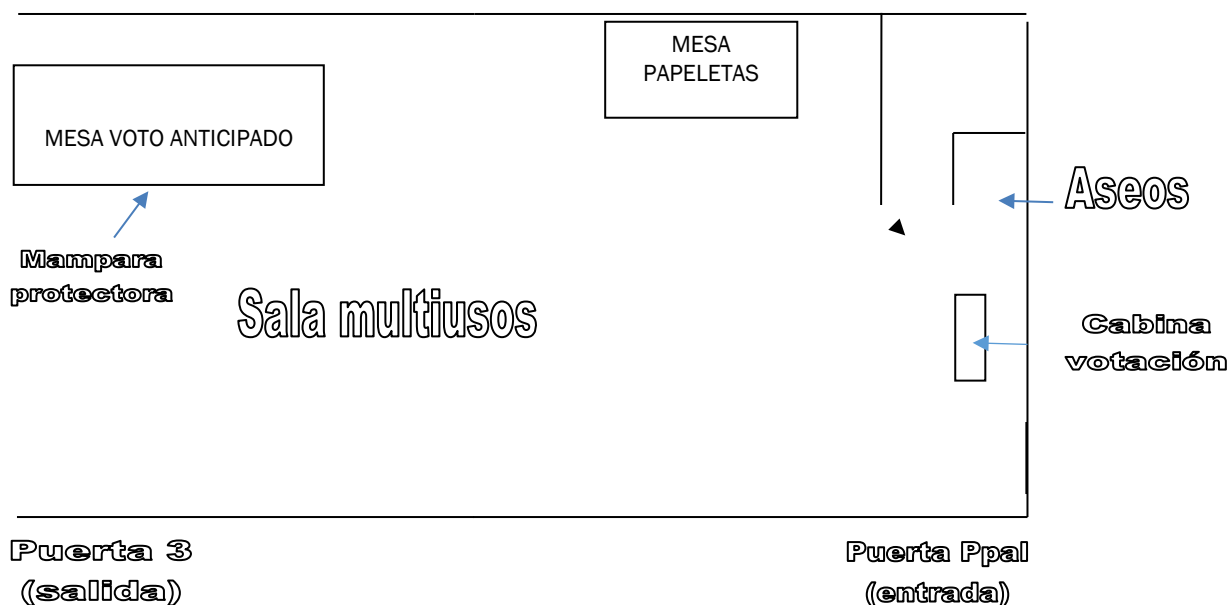 MESA
PAPELETAS
MESA VOTO ANTICIPADO
Aseos
Mampara
protectora
Sala multiusos
Cabina
votación
Puerta 3
(salida)
Puerta Ppal
(entrada)